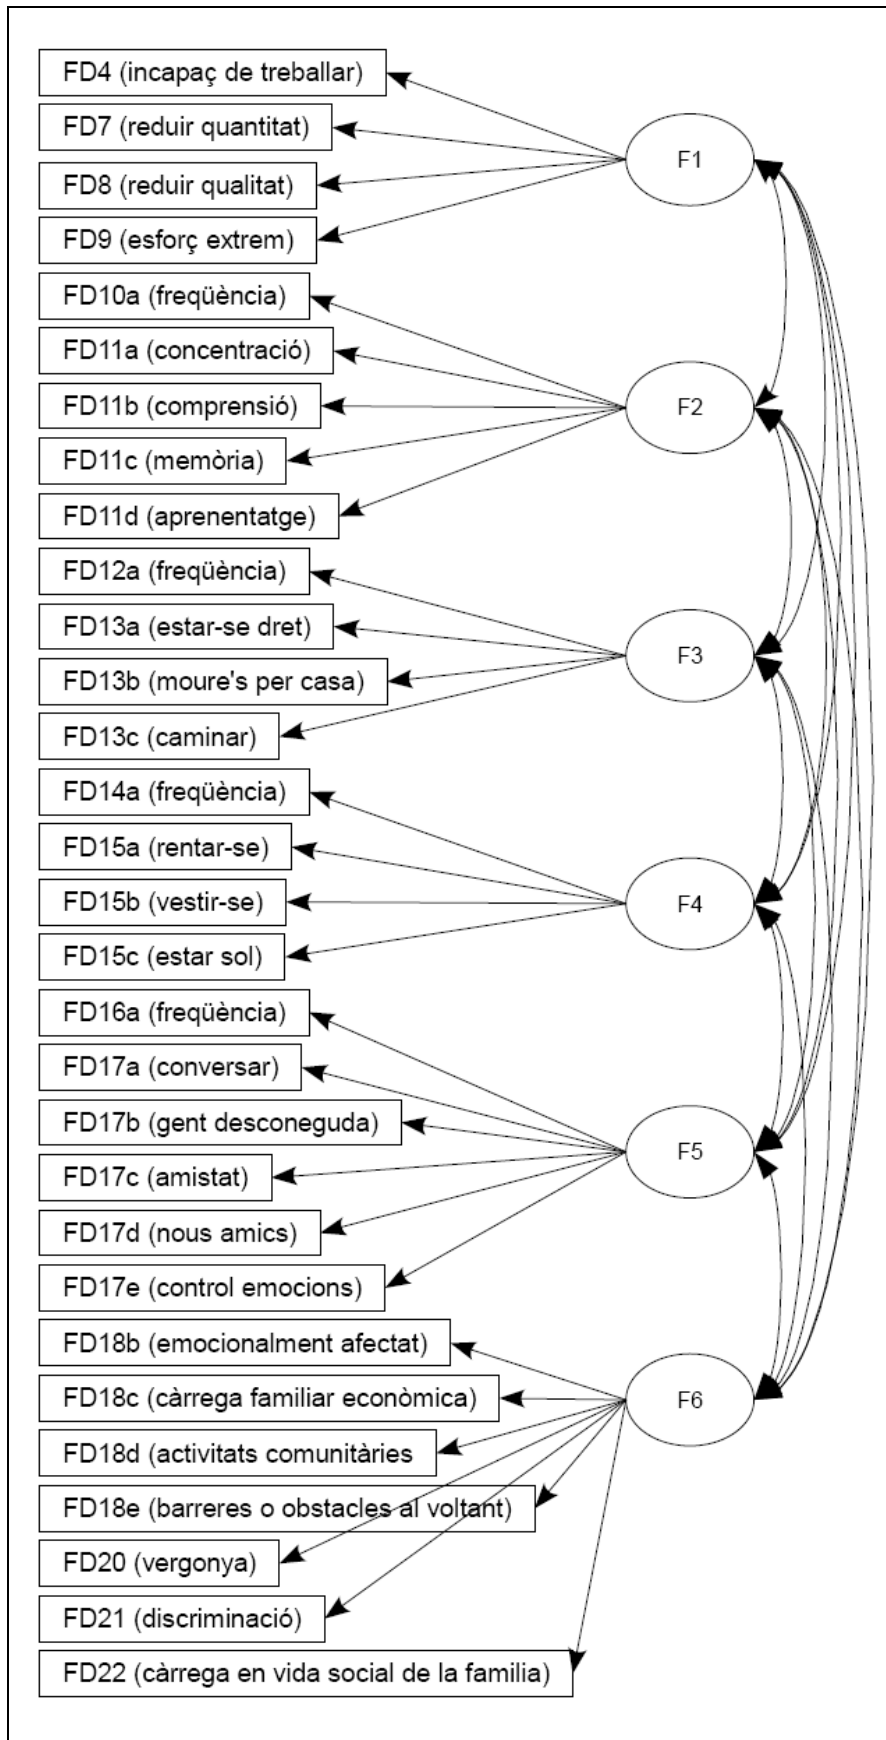 FD4 (incapaç de treballar)
FD7 (reduir quantitat)
FD8 (reduir qualitat)
FD9 (esforç extrem)
FD10a (freqüència)
FD11a (concentració)
FD11b (comprensió)
FD11c (memòria)
FD11d (aprenentatge)
FD12a (freqüència)
FD13a (estar-se dret)
FD13b (moure's per casa)
FD13c (caminar)
FD14a (freqüència)
FD15a (rentar-se)
FD15b (vestir-se)
FD15c (estar sol)
FD16a (freqüència)
FD17a (conversar)
FD17b (gent desconeguda)
FD17c (amistat)
FD17d (nous amics)
FD17e (control emocions)
FD18b (emocionalment afectat)
FD18c (càrrega familiar econòmica)
FD18d (activitats comunitàries
FD18e (barreres o obstacles al voltant)
FD20 (vergonya)
FD21 (discriminació)
FD22 (càrrega en vida social de la familia)
F1
F2
F3
F4
F5
F6